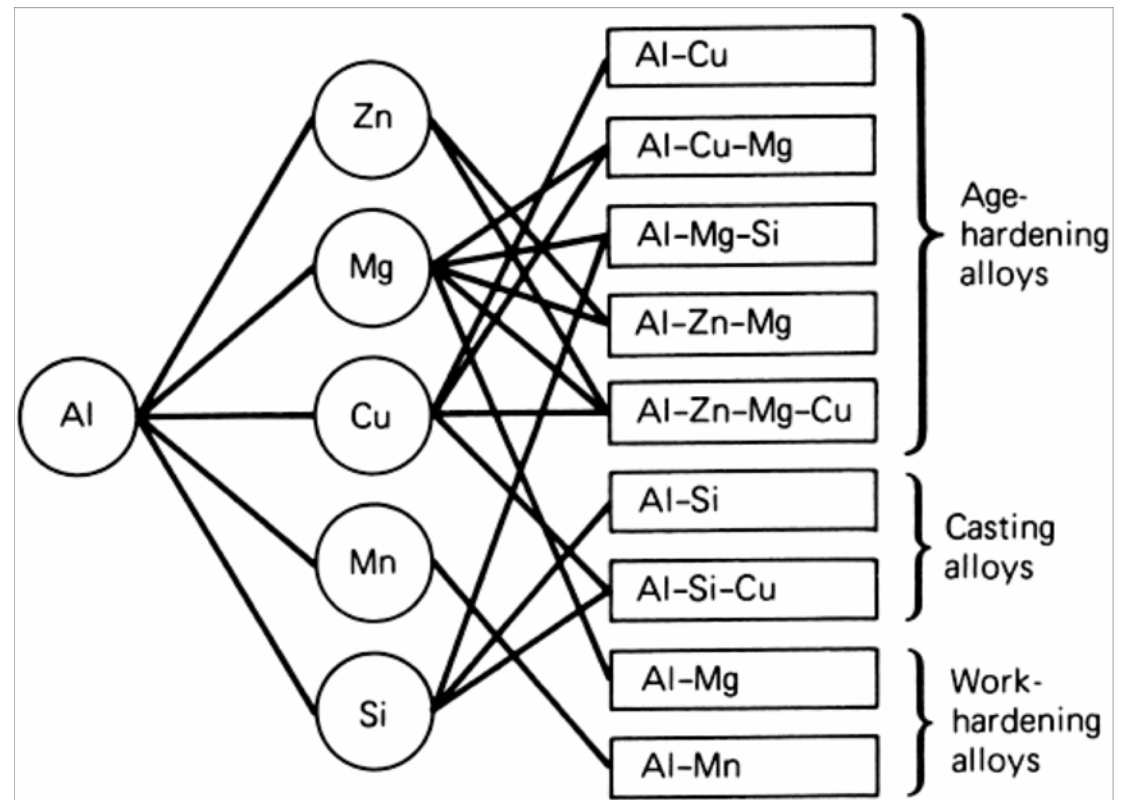 Al
Zn
Mg
Cu
Mn
Si
Al-Cu
Al-Cu-Mg
Al-Mg-Si
Al-Zn-Mg
Al-Zn-Mg-Cu
Al-Si
Al-Si-Cu
Al-Mg
Al-Mn
Age-
hardening
alloys
Casting
alloys
Work-
hardening
alloys